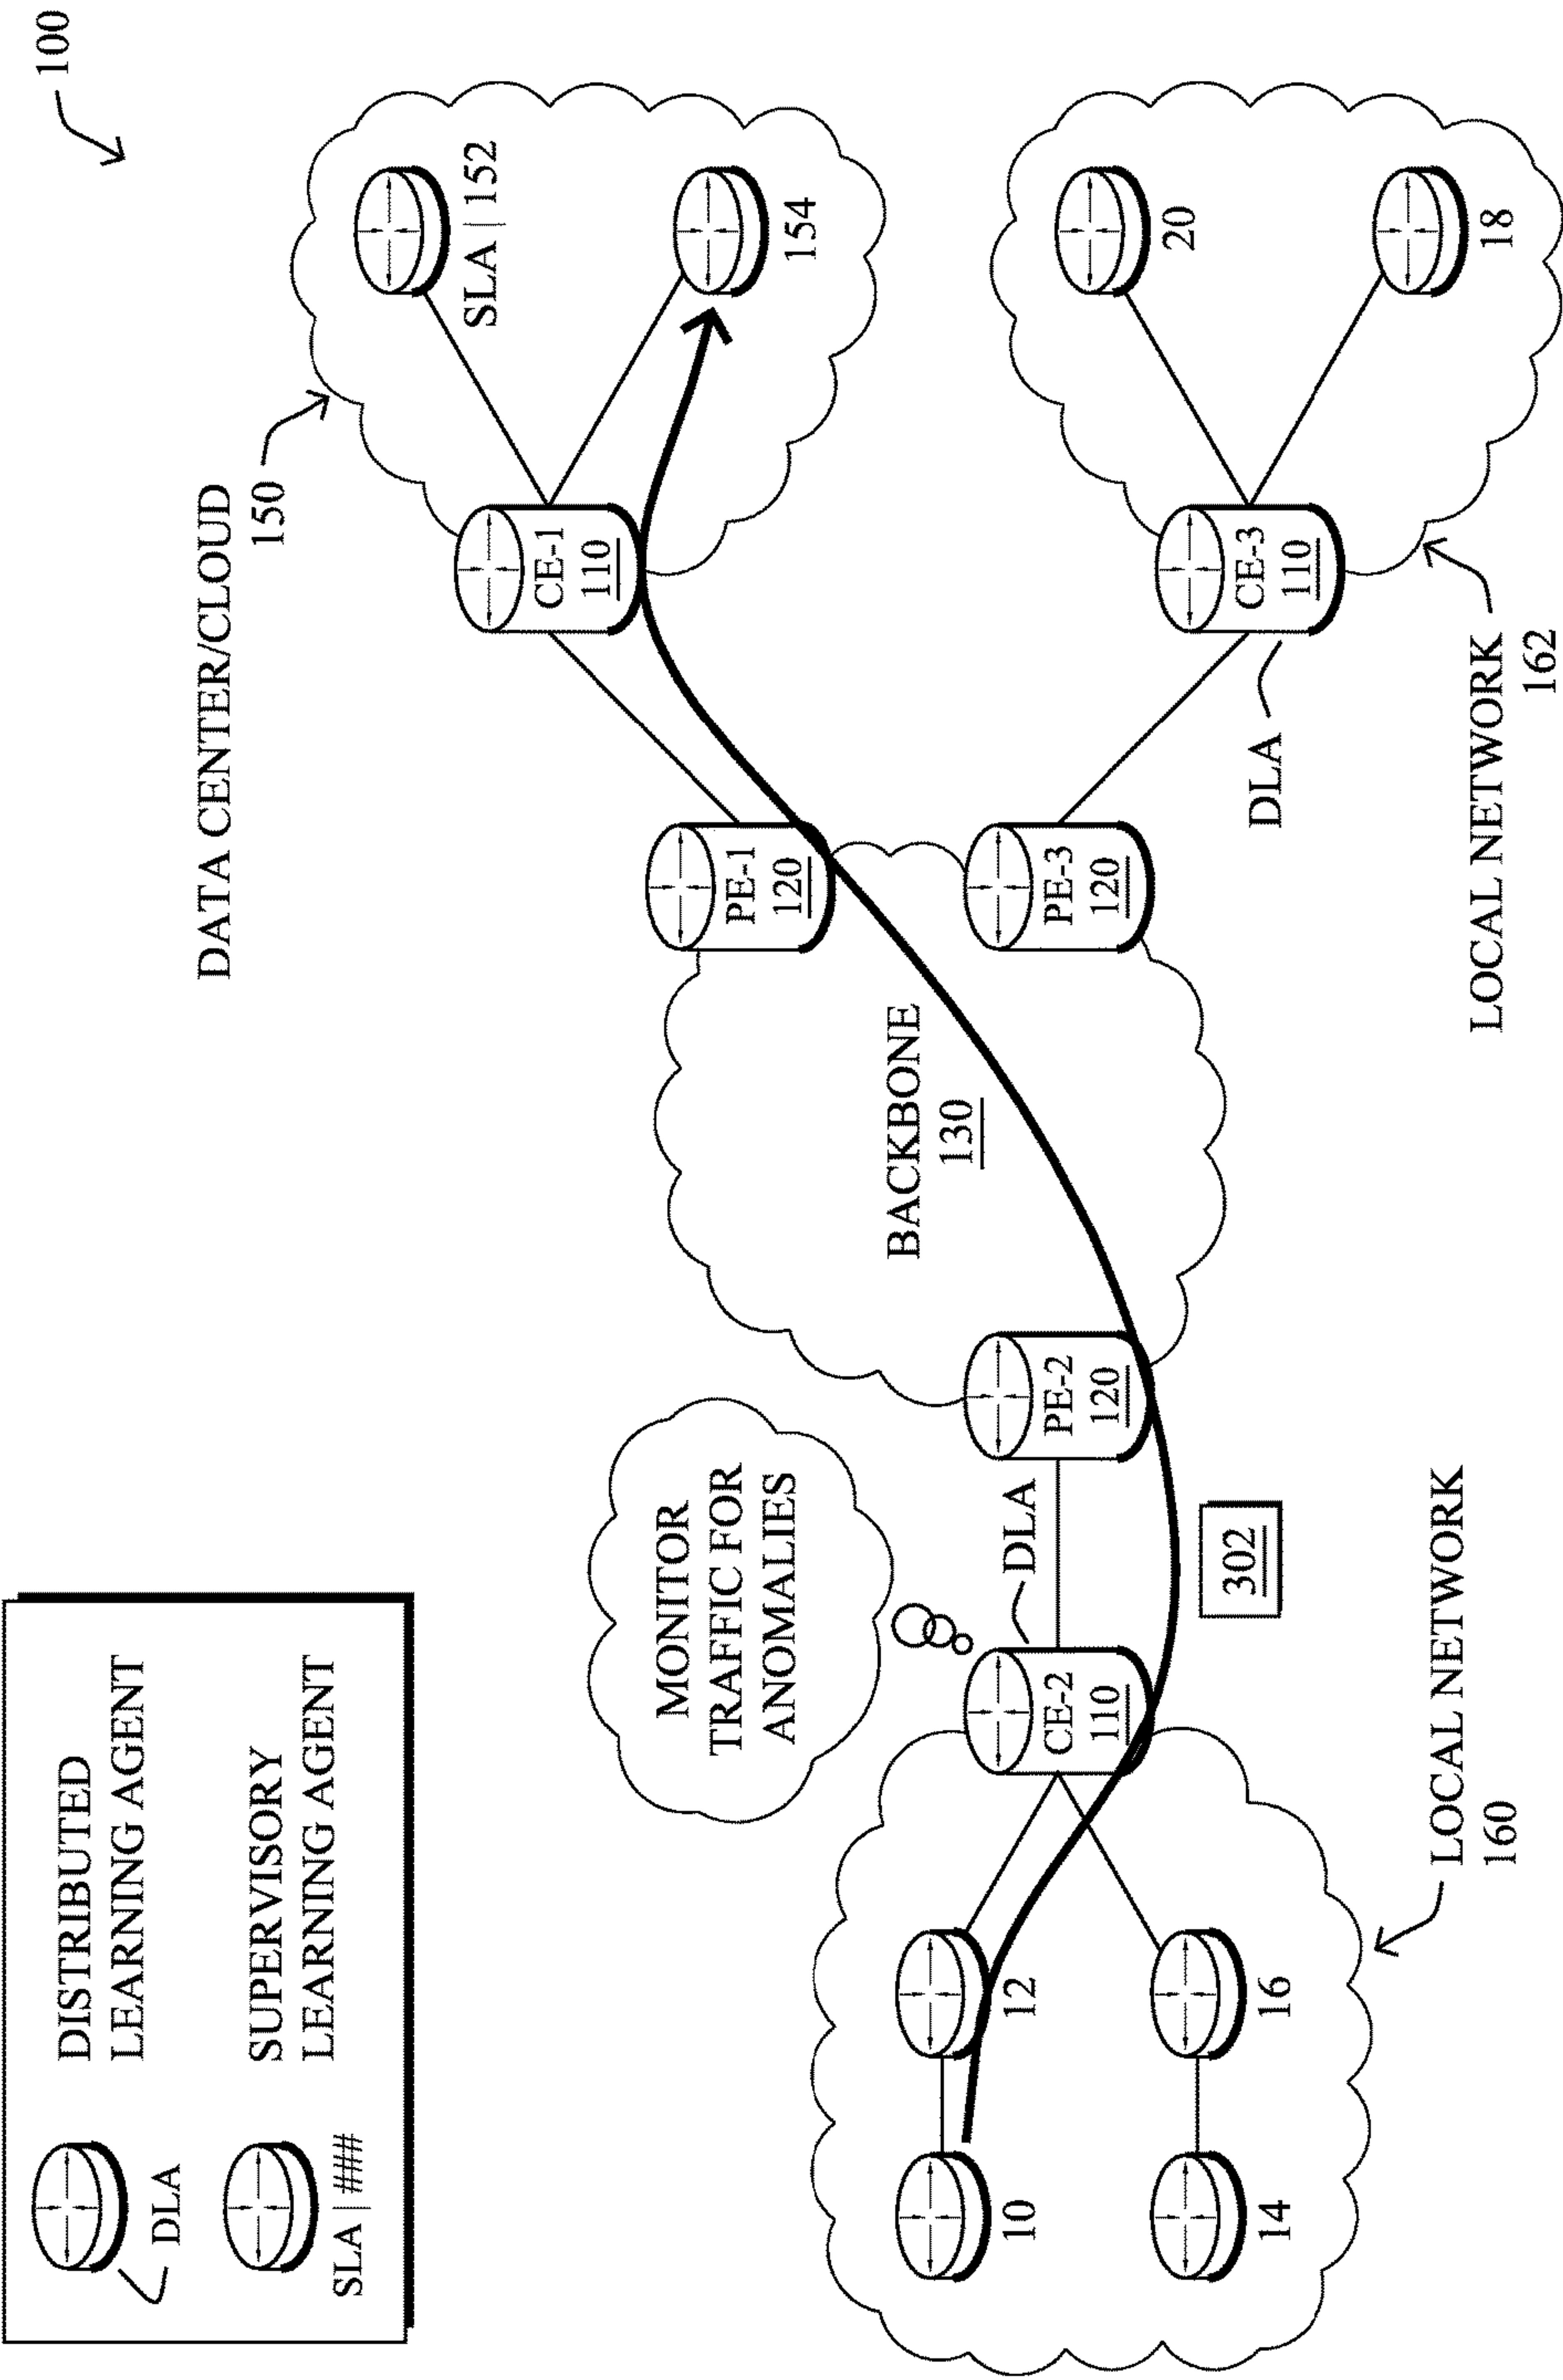 100
DISTRIBUTED
LEARNING AGENT
DLA
SUPERVISORY
LEARNING AGENT
SLA | ###
DATA CENTER/CLOUD
150
SLA | 152
154
CE-1
110
PE-1
120
MONITOR
TRAFFIC FOR
ANOMALIES
BACKBONE
130
10
12
14
16
CE-2
110
DLA
PE-2
120
PE-3
120
302
DLA
CE-3
110
20
18
LOCAL NETWORK
160
LOCAL NETWORK
162